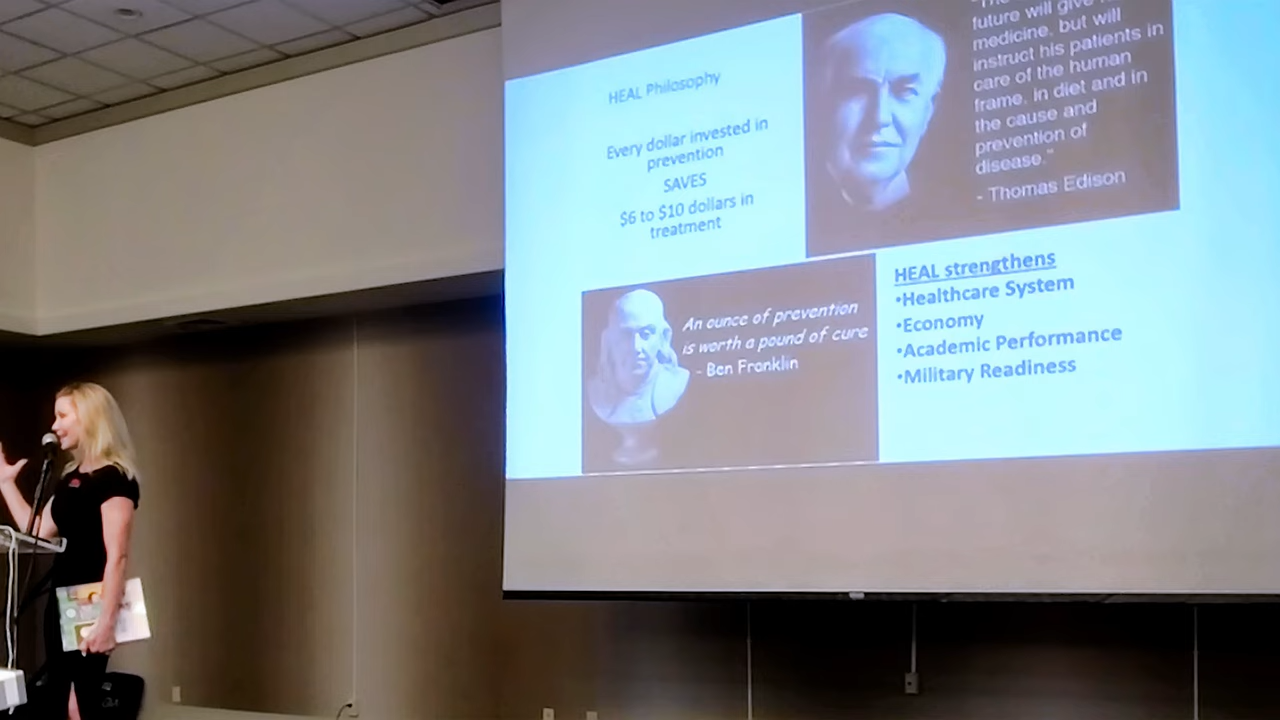 HEAL Philosophy
Every dollar invested in
prevention
SAVES
$6 to $10 dollars in
treatment
future will give
medicine, but will
instruct his patients in
care of the human
frame, in diet and in
the cause and
prevention of
disease."
- Thomas Edison
An ounce of prevention
is worth a pound of cure
- Ben Franklin
HEAL strengthens
•Healthcare System
•Economy
•Academic Performance
•Military Readiness